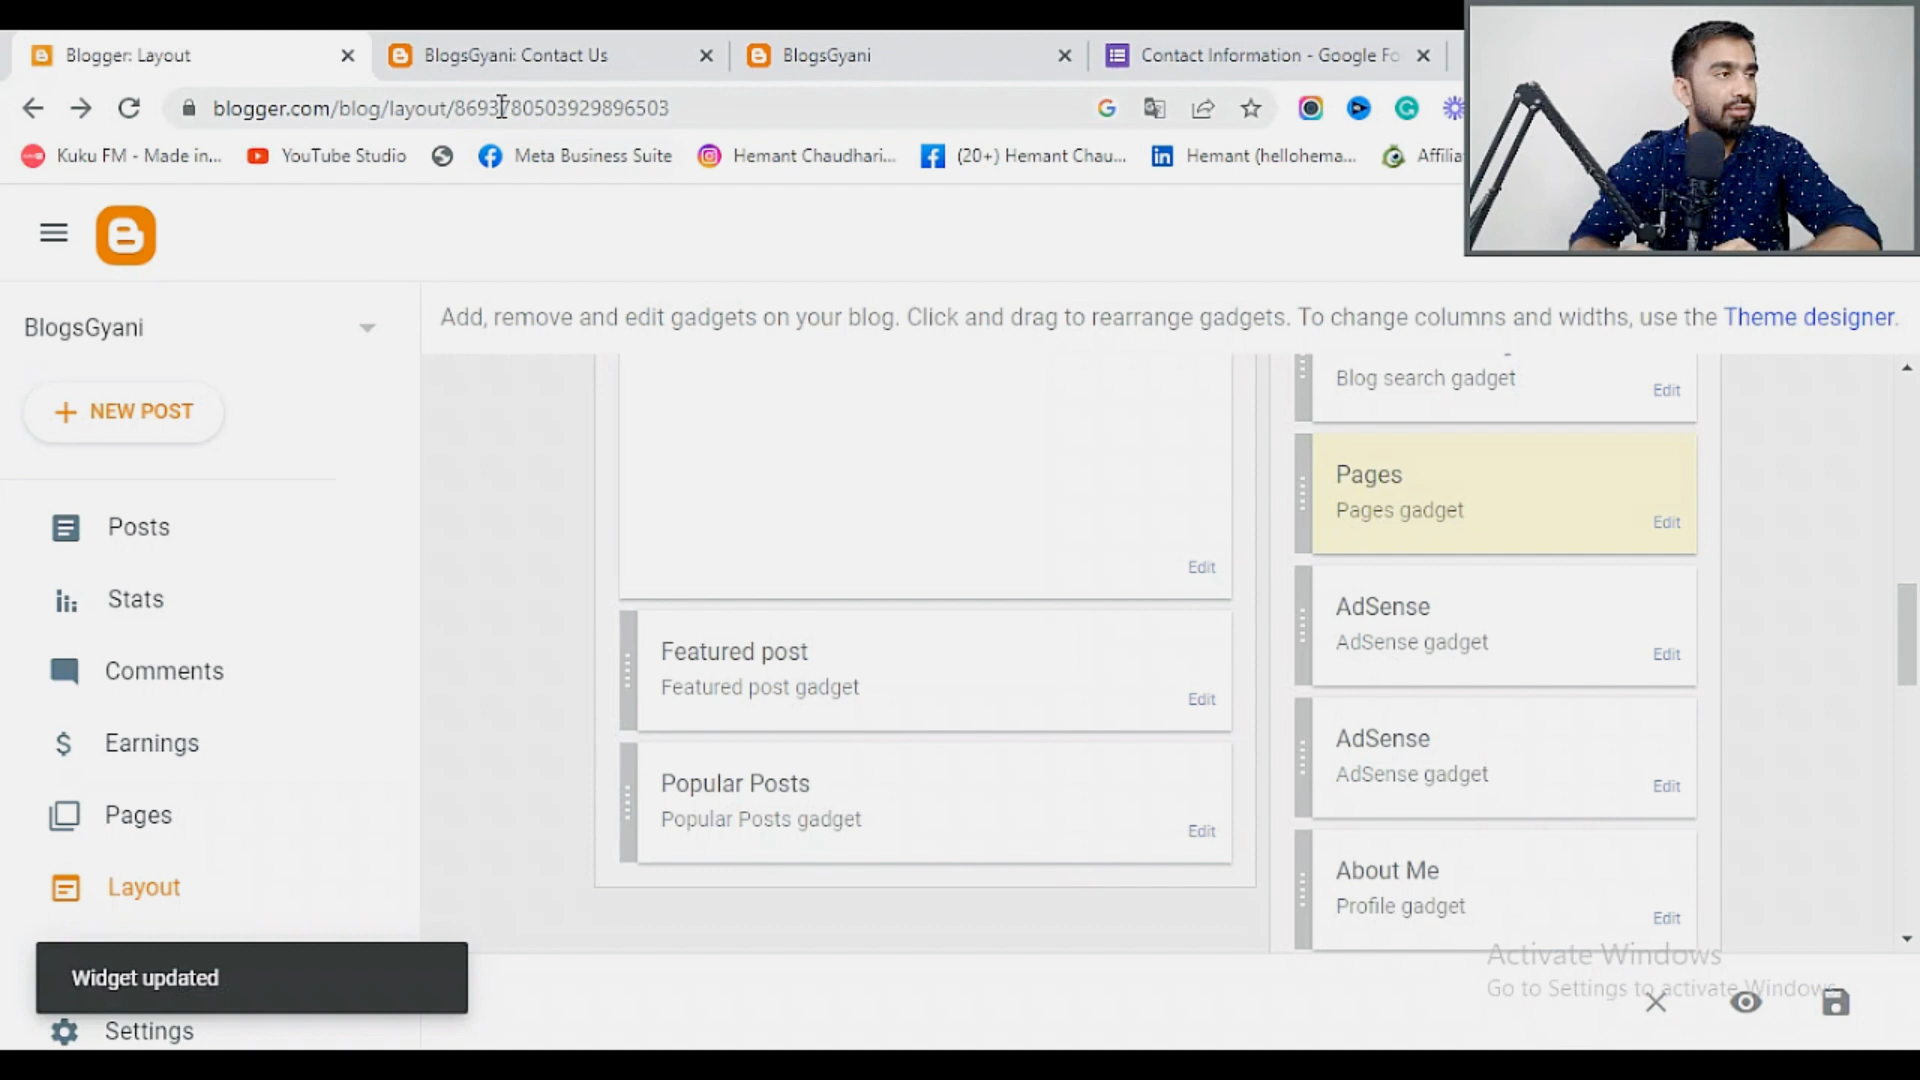 Blogger: Layout
BlogsGyani: Contact Us
BlogsGyani
Contact Information - Google Fo
blogger.com/blog/layout/8693780503929896503
Kuku FM - Made in...
YouTube Studio
Meta Business Suite
Hemant Chaudhari...
(20+) Hemant Chau...
Hemant (hellohema...
Affilia
BlogsGyani
Add, remove and edit gadgets on your blog. Click and drag to rearrange gadgets. To change columns and widths, use the Theme designer.
NEW POST
Posts
Stats
Comments
Earnings
Pages
Layout
Settings
Widget updated
Edit
Featured post
Featured post gadget
Edit
Popular Posts
Popular Posts gadget
Edit
Blog search gadget
Edit
Pages
Pages gadget
Edit
AdSense
AdSense gadget
Edit
AdSense
AdSense gadget
Edit
About Me
Profile gadget
Edit
Activate Windows
Go to Settings to activate Windows.